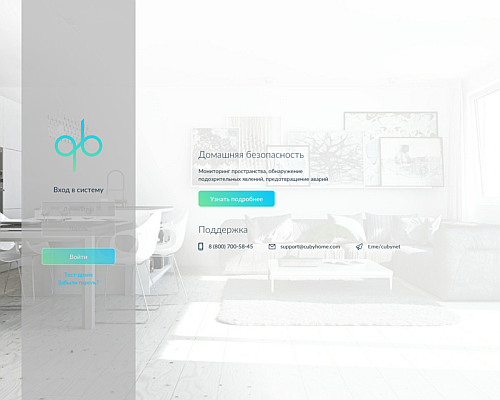 qb
Вход в систему
Войти
Забыли пароль?
Домашняя безопасность
Мониторинг пространства, обнаружение
подозрительных явлений, предотвращение аварий
Узнать подробнее
Поддержка
8 (800) 700-58-45
support@cubyhome.com
t.me/cubynet